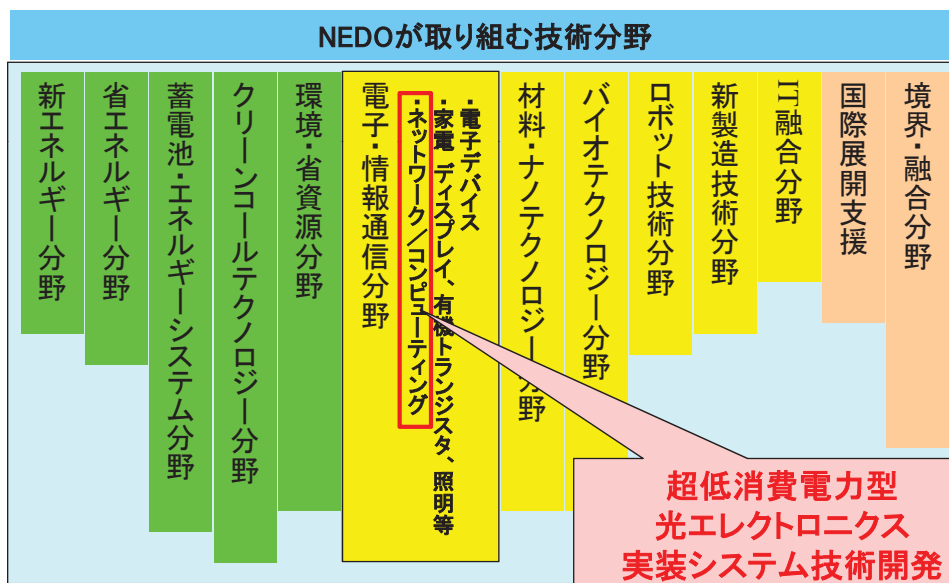 NEDOが取り組む技術分野
新エネルギー分野
省エネルギー分野
蓄電池・エネルギーシステム分野
クリーンコールテクノロジー分野
環境・省資源分野
電子・情報通信分野
・電子デバイス
・家電 ディスプレイ、有機トランジスタ、照明等
・ネットワーク／コンピューティング
材料・ナノテクノロジー分野
バイオテクノロジー分野
ロボット技術分野
新製造技術分野
IT融合分野
国際展開支援
境界・融合分野
超低消費電力型
光エレクトロニクス
実装システム技術開発